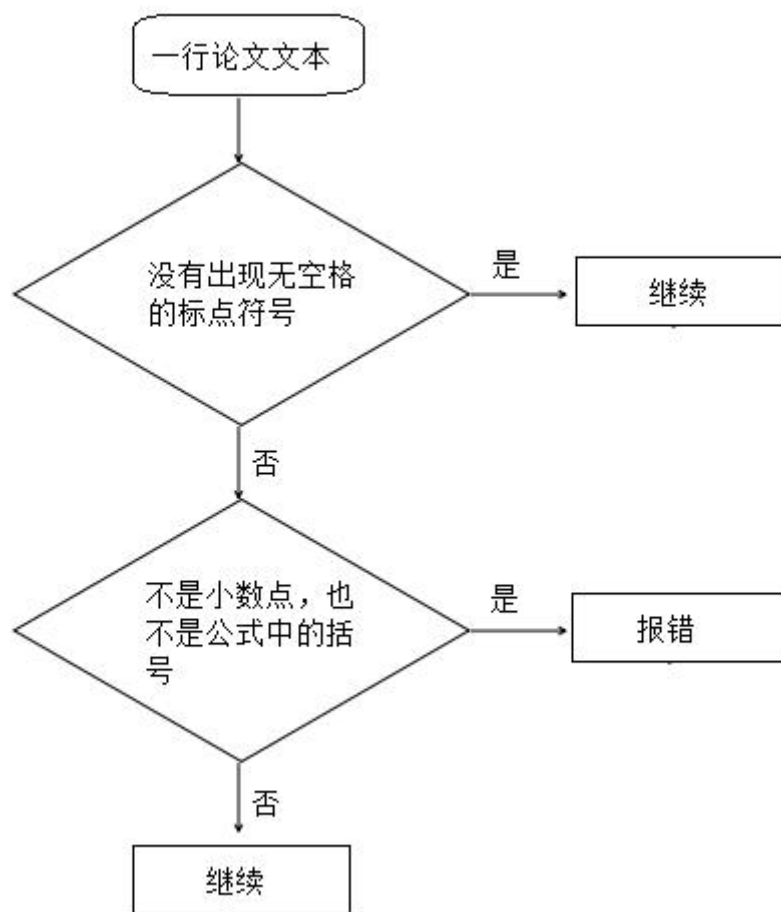 一行论文文本
没有出现无空格
的标点符号
是
继续
否
不是小数点，也
不是公式中的括
号
是
报错
否
继续